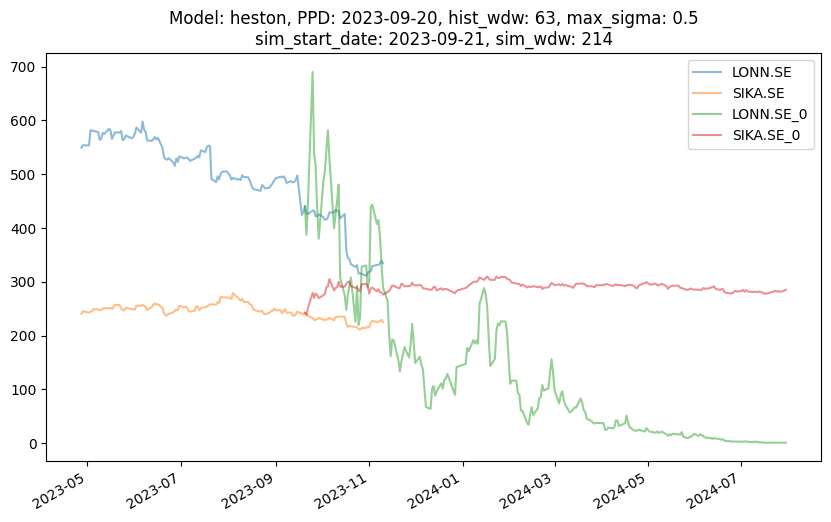 Model: heston, PPD: 2023-09-20, hist_wdw: 63, max_sigma: 0.5
sim_start_date: 2023-09-21, sim_wdw: 214
LONN.SE
SIKA.SE
LONN.SE_0
SIKA.SE_0
700
600
500
400
300
200
100
0
2023-05
2023-07
2023-09
2023-11
2024-01
2024-03
2024-05
2024-07